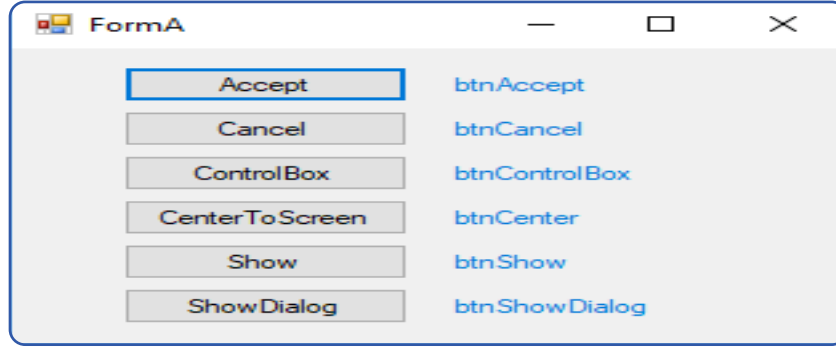 FormA
Accept btnAccept
Cancel btnCancel
ControlBox btnControlBox
CenterToScreen btnCenter
Show btnShow
ShowDialog btnShowDialog